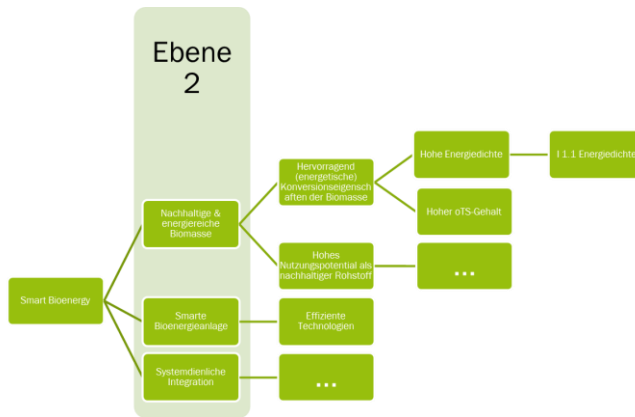 Ebene
2
Hohe Energiedichte
I 1.1 Energiedichte
Hervorragend
(energetische)
Konversionseigensch
aften der Biomasse
Nachhaltige &
energiereiche
Biomasse
Hoher oTS-Gehalt
Hohes
Nutzungspotential als
nachhaltiger Rohstoff
...
Smart Bioenergy
Smarte
Bioenergieanlage
Effiziente
Technologien
Systemdienliche
Integration
...